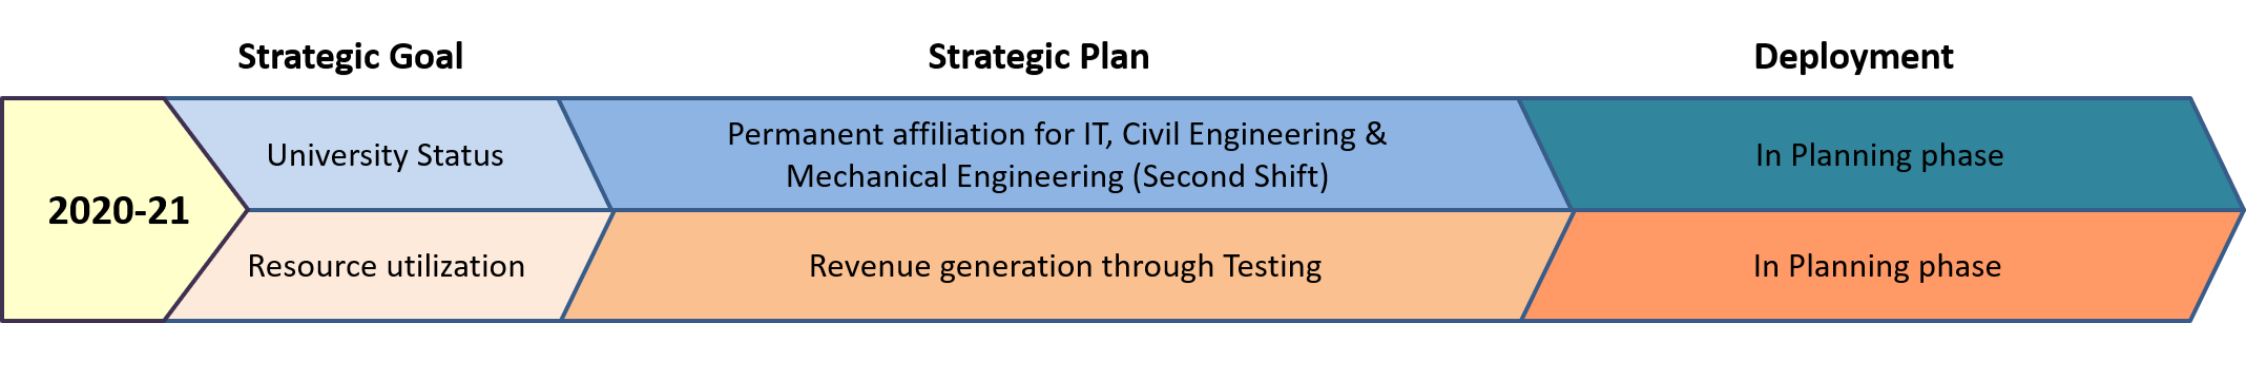 Strategic Goal
Strategic Plan
Deployment
2020-21
University Status
Permanent affiliation for IT, Civil Engineering &
Mechanical Engineering (Second Shift)
In Planning phase
Resource utilization
Revenue generation through Testing
In Planning phase